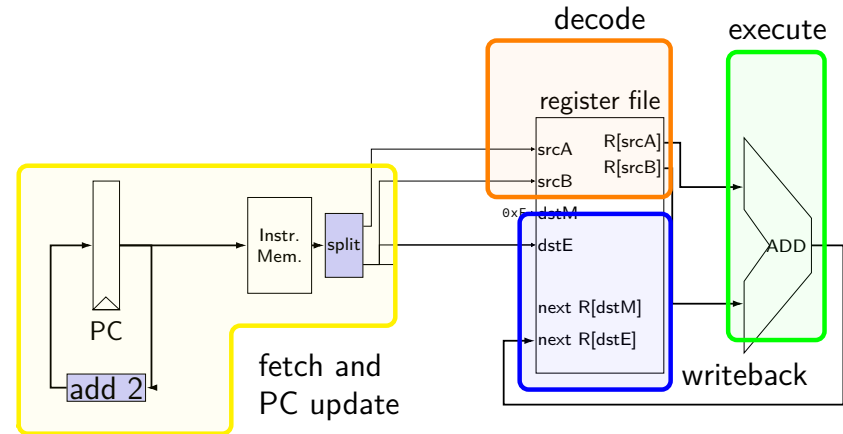 decode
execute
register file
srcA
R[srcA]
R[srcB]
srcB
0xF
dstM
Instr.
Mem.
split
dstE
ADD
PC
next R[dstM]
next R[dstE]
add 2
fetch and
PC update
writeback